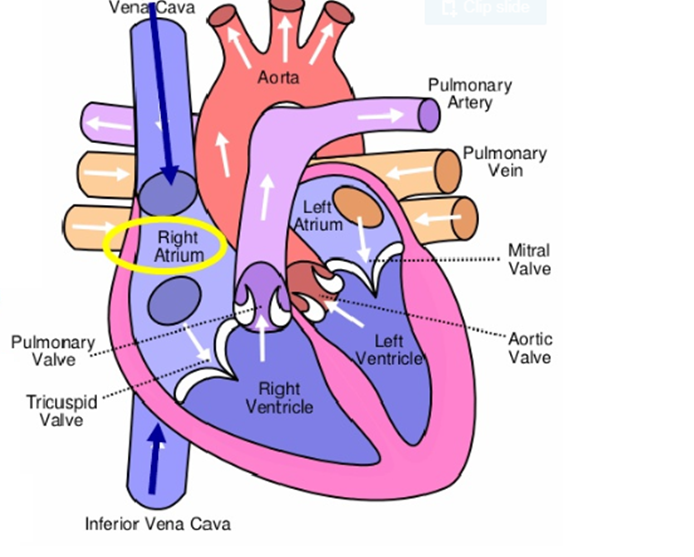 Clip slide
Vena Cava
Aorta
Pulmonary
Artery
Pulmonary
Vein
Left
Atrium
Right
Atrium
Mitral
Valve
Pulmonary
Valve
Left
Ventricle
Aortic
Valve
Right
Ventricle
Tricuspid
Valve
Inferior Vena Cava